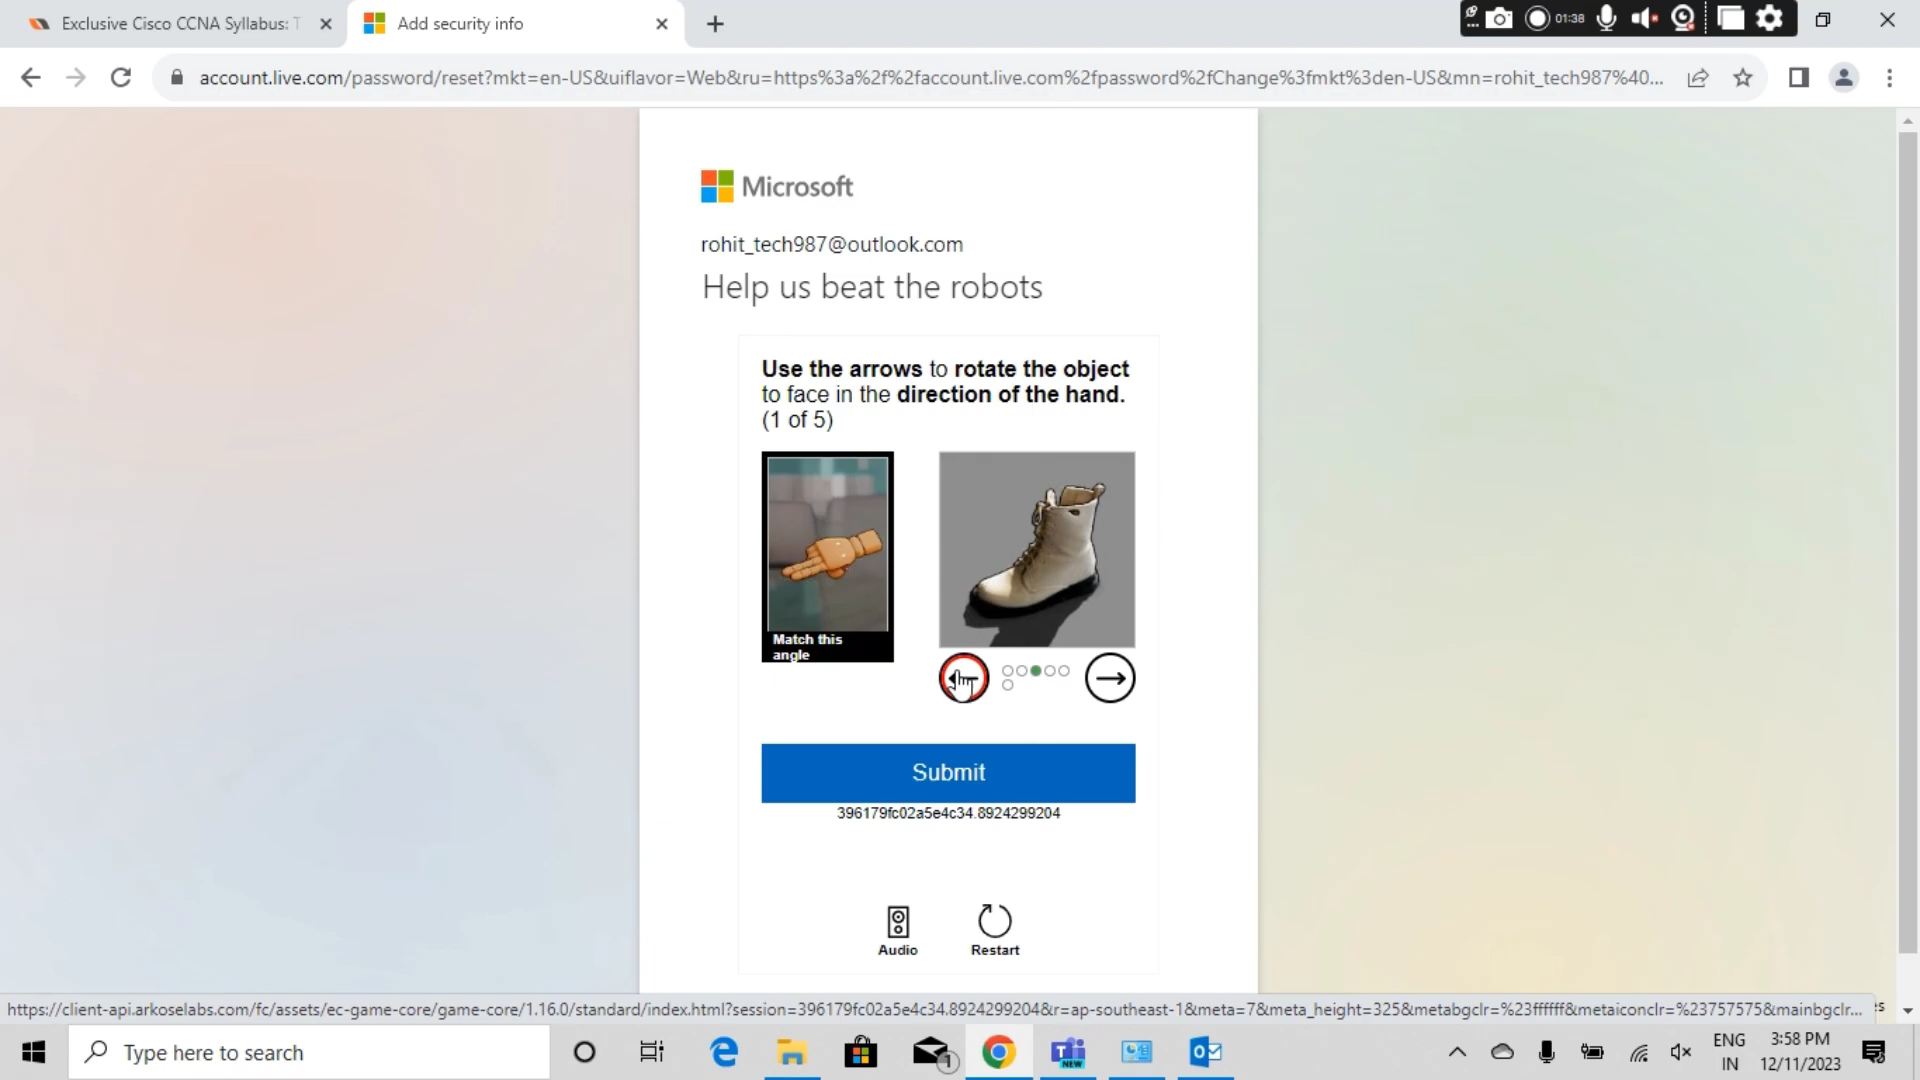 Exclusive Cisco CCNA Syllabus: T
Add security info
01:38
account.live.com/password/reset?mkt=en-US&uiflavor=Web&ru=https%3a%2f%2faccount.live.com%2fpassword%2fChange%3fmkt%3den-US&mn=rohit_tech987%40...
Microsoft
rohit_tech987@outlook.com
Help us beat the robots
Use the arrows to rotate the object
to face in the direction of the hand.
(1 of 5)
Match this
angle
Submit
396179fc02a5e4c34.8924299204
Audio
Restart
https://client-api.arkoselabs.com/fc/assets/ec-game-core/game-core/1.16.0/standard/index.html?session=396179fc02a5e4c34.8924299204&r=ap-southeast-1&meta=7&meta_height=325&metabgclr=%23ffffff&metaiconclr=%23757575&mainbgclr...
Type here to search
1
NEW
ENG
IN
3:58 PM
12/11/2023